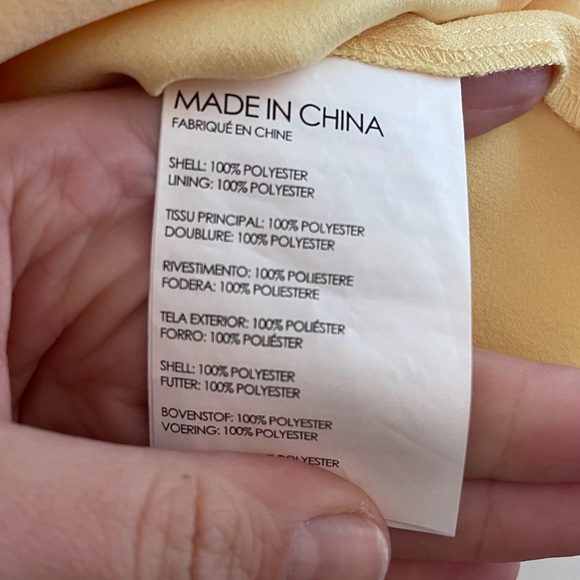 MADE IN CHINA
FABRIQUÉ EN CHINE
SHELL: 100% POLYESTER
LINING: 100% POLYESTER
TISSU PRINCIPAL: 100% POLYESTER
DOUBLURE: 100% POLYESTER
RIVESTIMENTO: 100% POLIESTERE
FODERA: 100% POLIESTERE
TELA EXTERIOR: 100% POLIÉSTER
FORRO: 100% POLIÉSTER
SHELL: 100% POLYESTER
FUTTER: 100% POLYESTER
BOVENSTOF: 100% POLYESTER
VOERING: 100% POLYESTER
POLYESTER